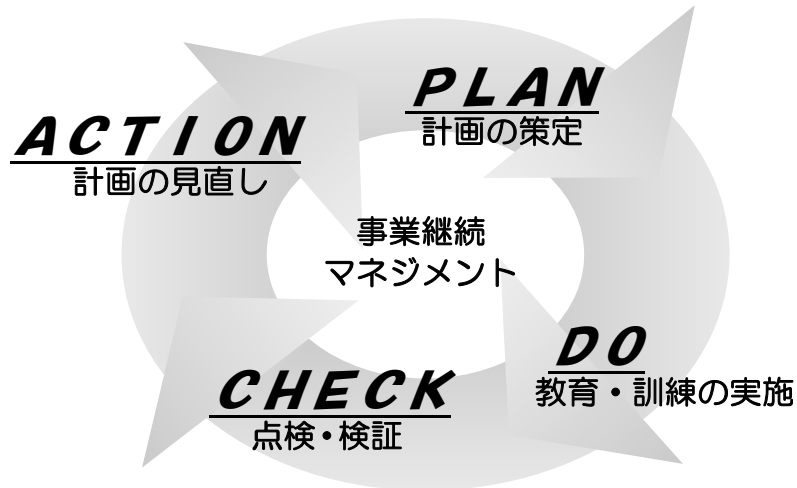 PLAN
計画の策定
ACTION
計画の見直し
事業継続
マネジメント
DO
教育・訓練の実施
CHECK
点検・検証